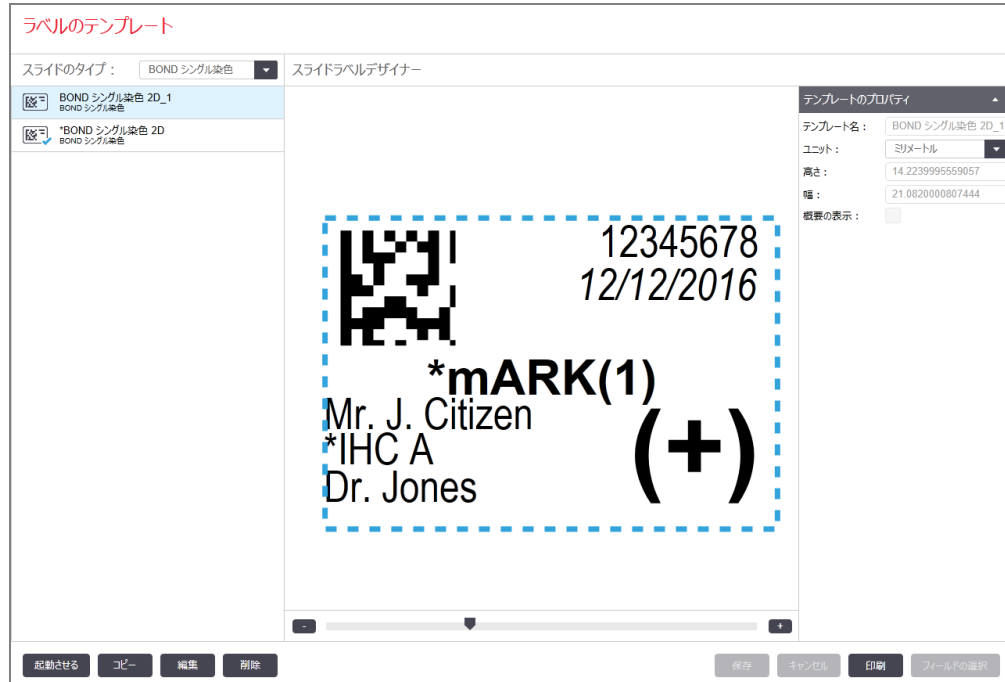 ラベルのテンプレート
スライドのタイプ： BOND シングル染色
スライドラベルデザイナー
BOND シングル染色 2D_1
BOND シングル染色
*BOND シングル染色 2D
BOND シングル染色
12345678
12/12/2016
*mARK(1)
Mr. J. Citizen
*IHC A
(+)
Dr. Jones
- +
テンプレートのプロパティ
テンプレート名： BOND シングル染色 2D_1
ユニット： ミリメートル
高さ： 14.2239995559057
幅： 21.0820000807444
概要の表示：
起動させる コピー 編集 削除
保存 キャンセル 印刷 フィールドの選択